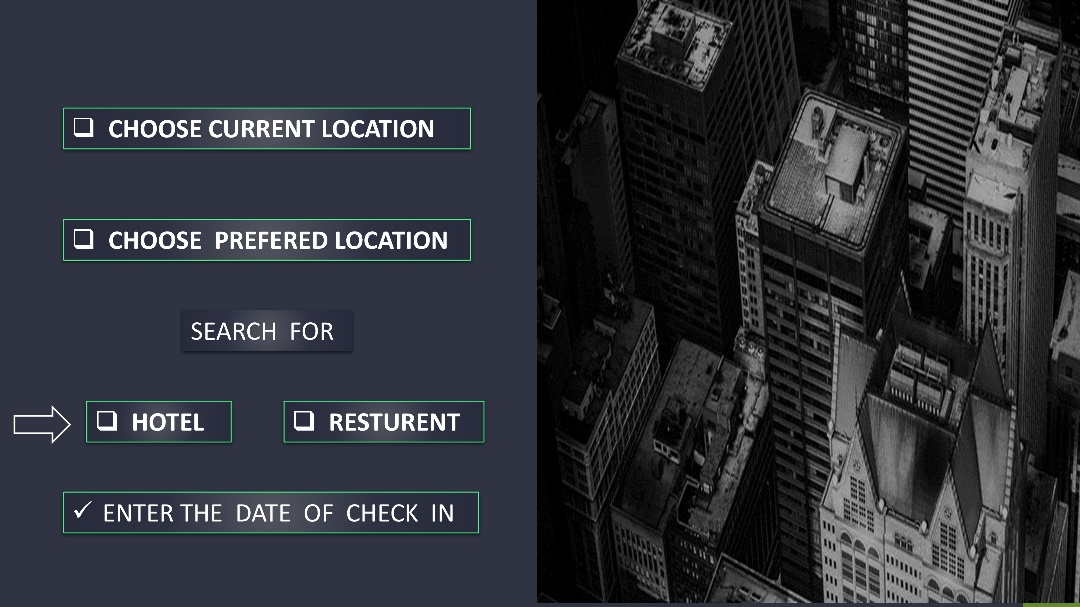 ❑ CHOOSE CURRENT LOCATION
❑ CHOOSE PREFERED LOCATION
SEARCH FOR
❑ HOTEL ❑ RESTURENT
✓ ENTER THE DATE OF CHECK IN